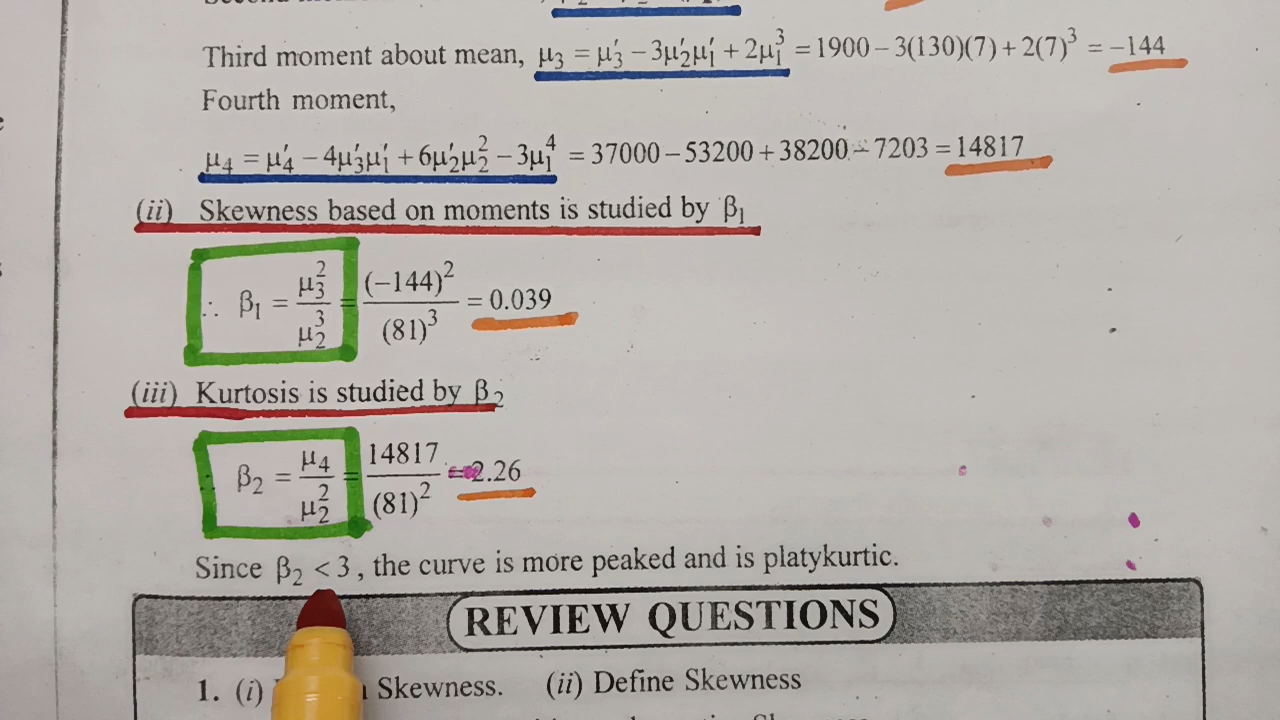 Third moment about mean, μ₃ = μ′₃ − 3μ′₂μ′₁ + 2μ′₁³ = 1900 − 3(130)(7) + 2(7)³ = −144
Fourth moment,
μ₄ = μ′₄ − 4μ′₃μ′₁ + 6μ′₂μ₂² − 3μ₁⁴ = 37000 − 53200 + 38200 − 7203 = 14817
(ii) Skewness based on moments is studied by β₁
∴ β₁ = μ₃²/μ₂³ = (−144)²/(81)³ = 0.039
(iii) Kurtosis is studied by β₂
∴ β₂ = μ₄/μ₂² = 14817/(81)² = 2.26
Since β₂ < 3, the curve is more peaked and is platykurtic.
REVIEW QUESTIONS
1. (i) Skewness. (ii) Define Skewness